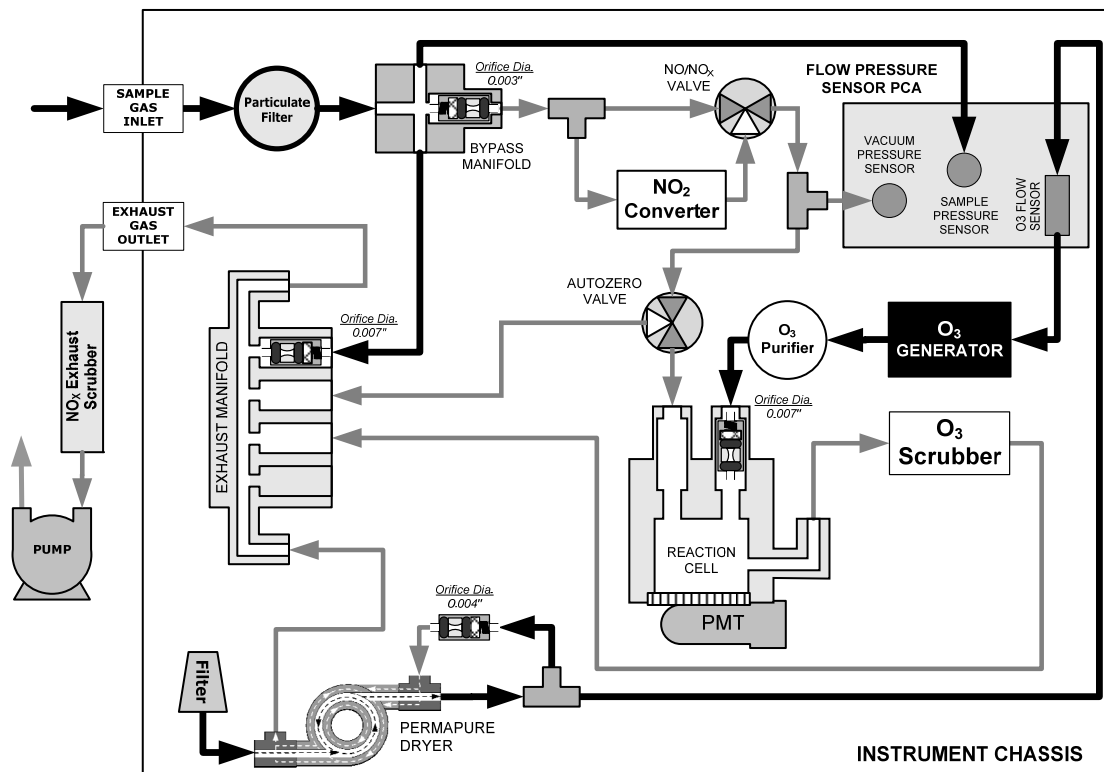 SAMPLE
GAS
INLET
Particulate
Filter
Orifice Dia.
0.003"
BYPASS
MANIFOLD
NO/NOX
VALVE
NO2
Converter
FLOW PRESSURE
SENSOR PCA
VACUUM
PRESSURE
SENSOR
SAMPLE
PRESSURE
SENSOR
O3 FLOW
SENSOR
EXHAUST
GAS
OUTLET
NOX Exhaust
Scrubber
PUMP
EXHAUST MANIFOLD
Orifice Dia.
0.007"
AUTOZERO
VALVE
O3
Purifier
O3
GENERATOR
Orifice Dia.
0.007"
O3
Scrubber
REACTION
CELL
PMT
Orifice Dia.
0.004"
Filter
PERMAPURE
DRYER
INSTRUMENT CHASSIS